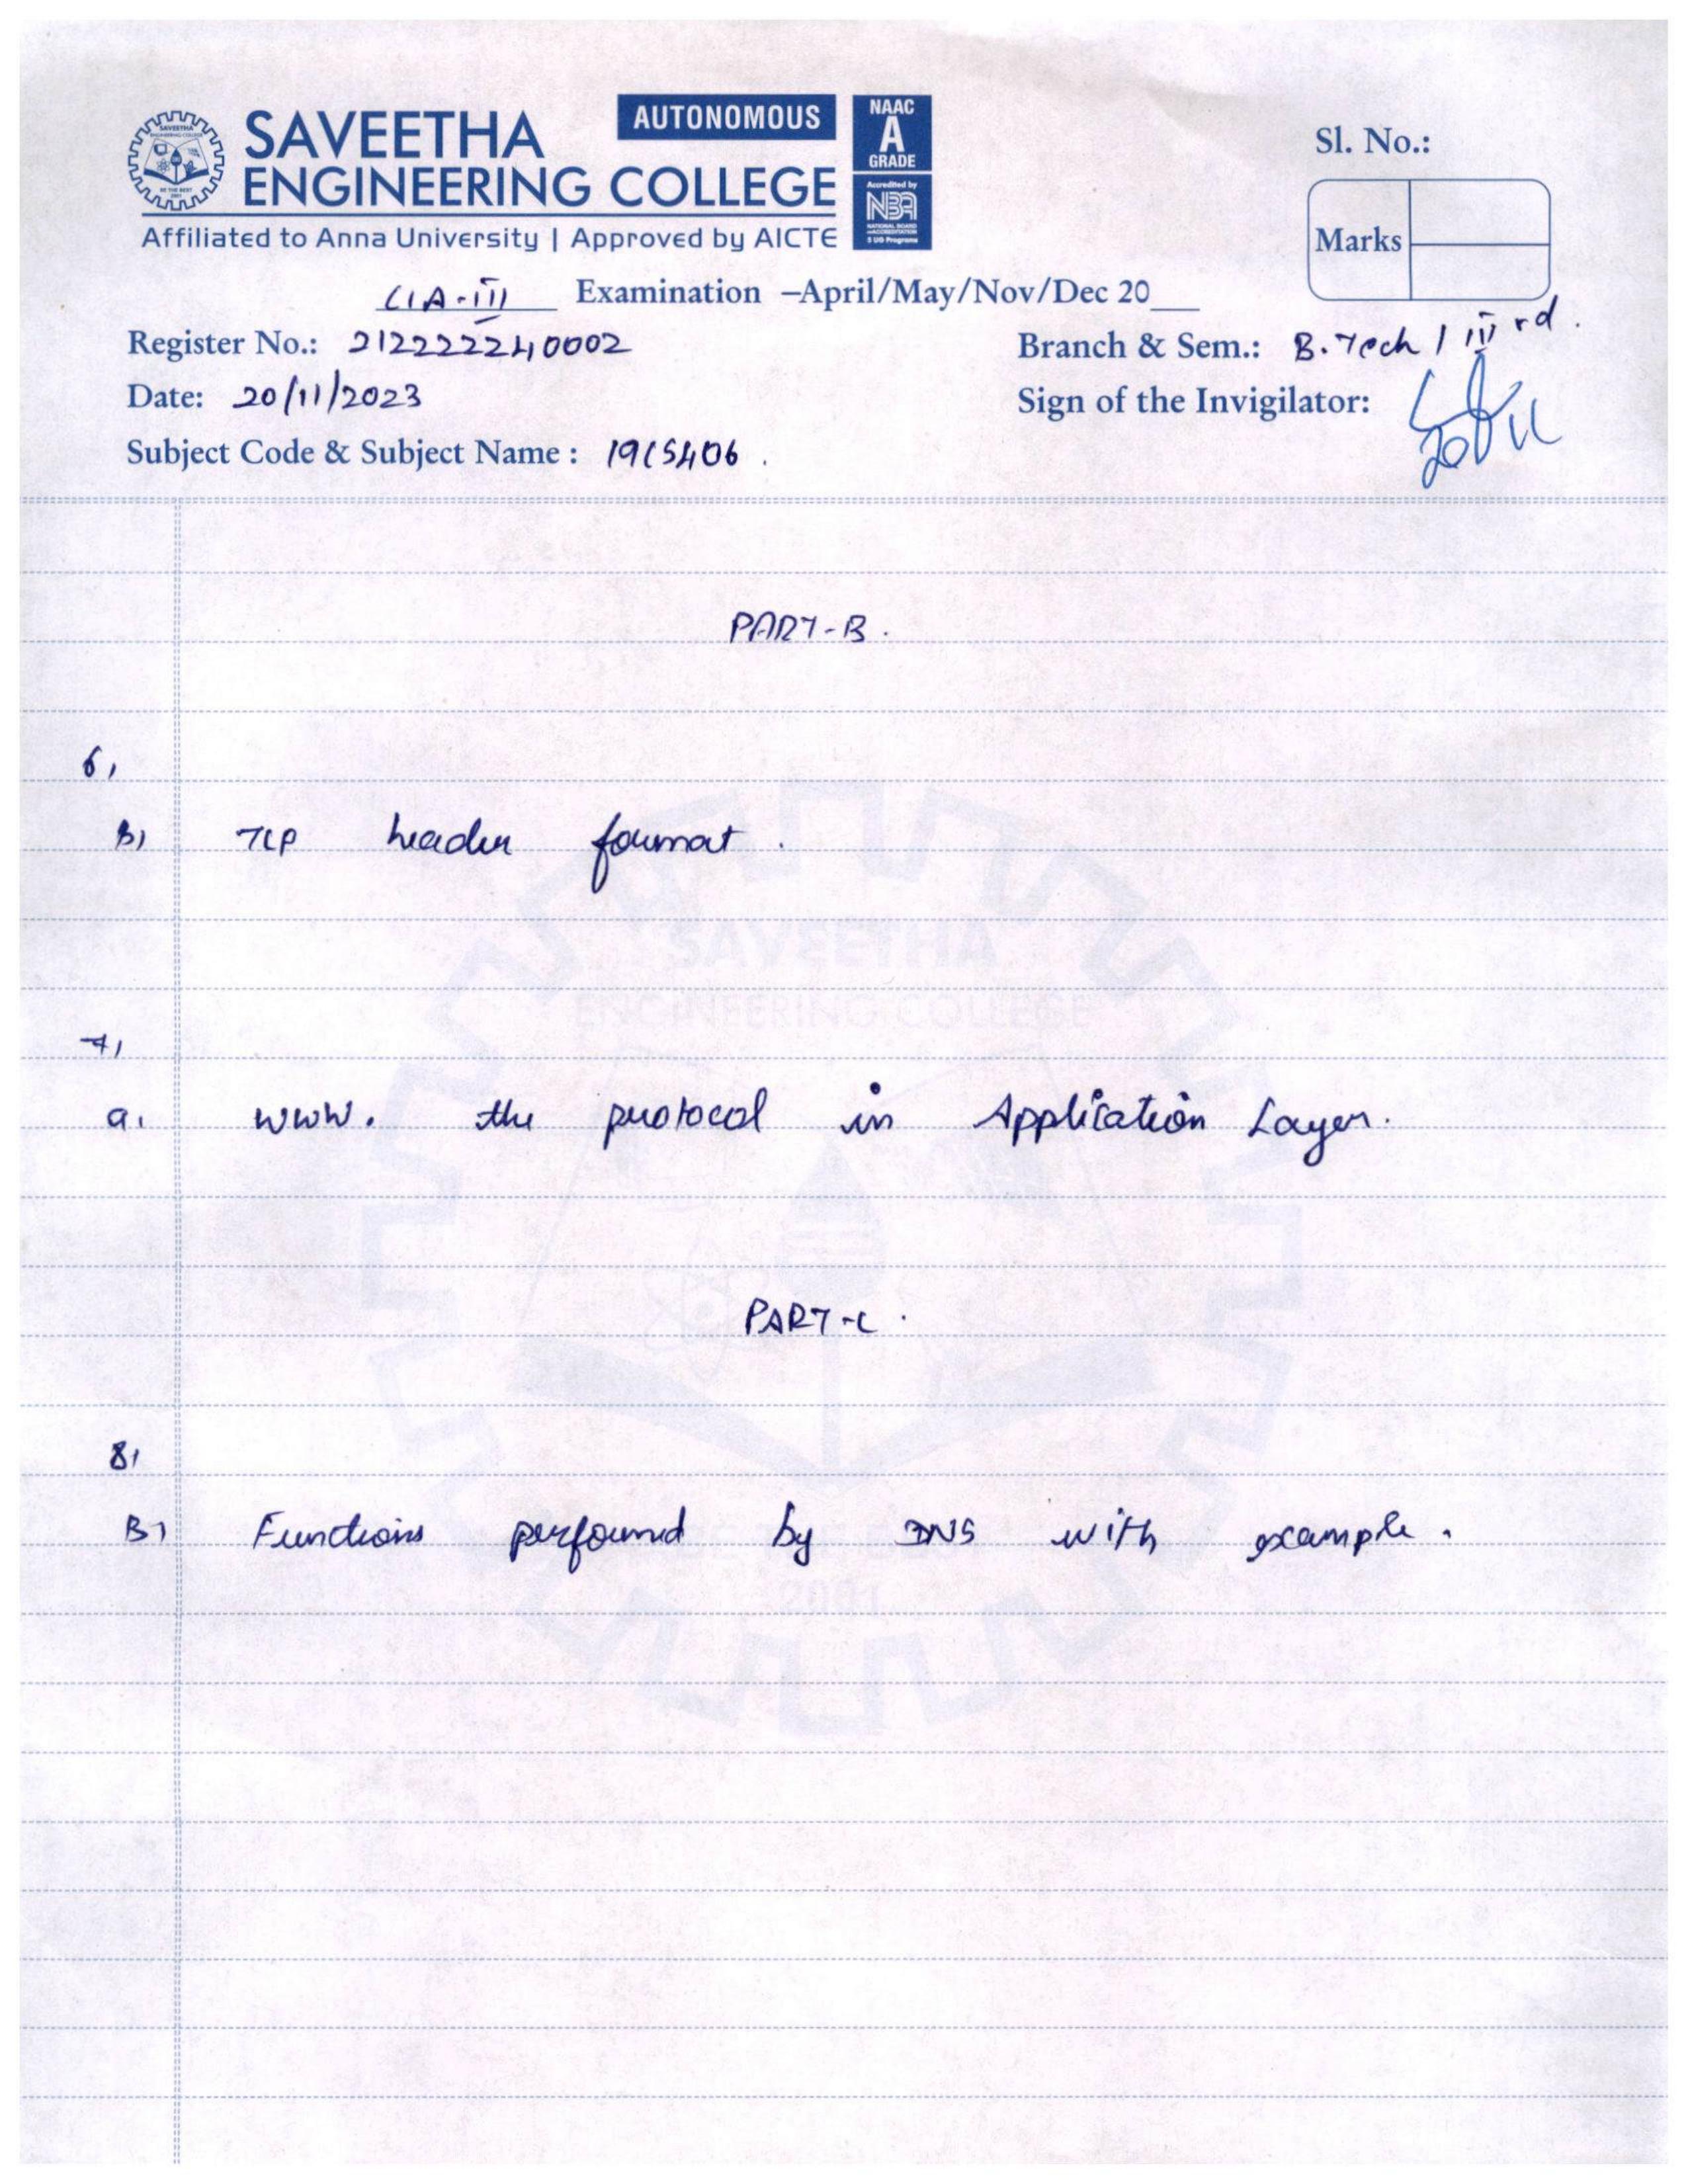 SAVEETHA
ENGINEERING COLLEGE
AUTONOMOUS
NAAC
A
GRADE
Accredited by
NBA
NATIONAL BOARD
of ACCREDITATION
5 UG Programs
Affiliated to Anna University | Approved by AICTE
Sl. No.:
Marks
CIA-III Examination –April/May/Nov/Dec 20___
Register No.: 212222240002
Branch & Sem.: B.Tech / III rd.
Date: 20/11/2023
Sign of the Invigilator:
Subject Code & Subject Name : 19CS406.
PART-B.
6,
B) TCP header format.
SAVEETHA
ENGINEERING COLLEGE
7,
a. WWW. the protocol in Application Layer.
PART-C.
8,
B) Functions performed by DNS with example.
2001